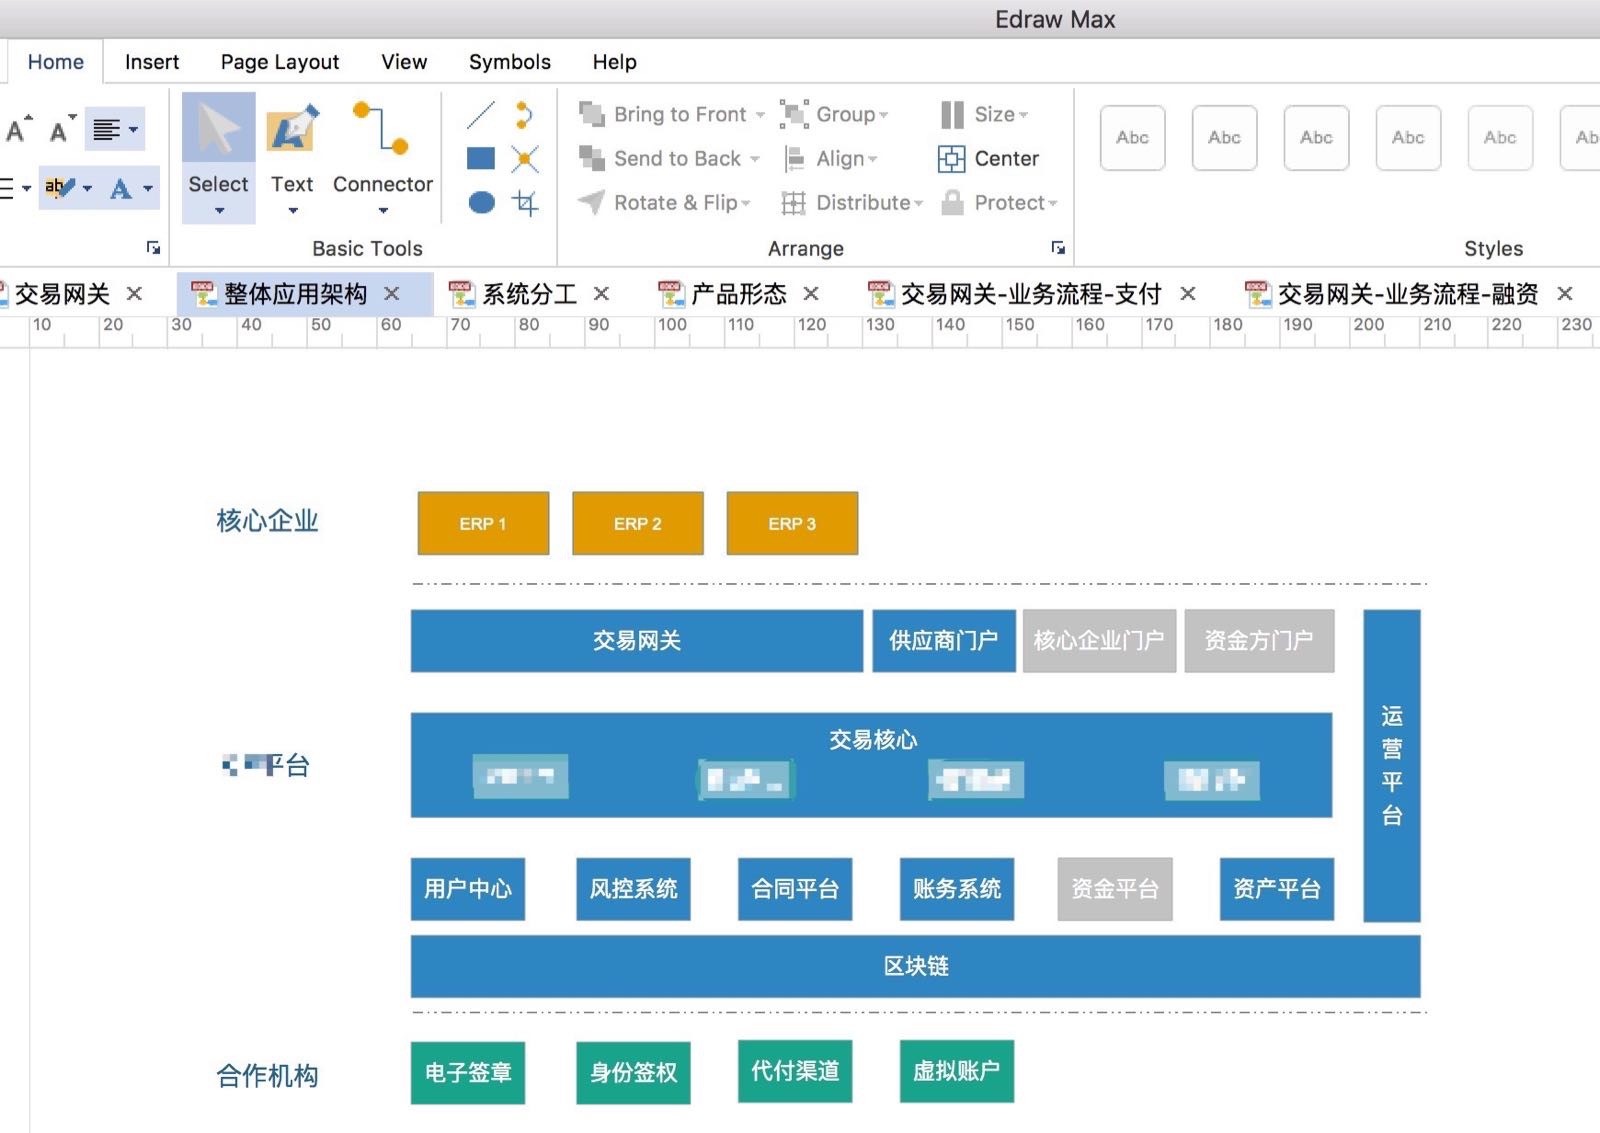 Edraw Max
Home Insert Page Layout View Symbols Help
Bring to Front Group Size
Abc Abc Abc Abc Abc Ab
Send to Back Align Center
Select Text Connector
Rotate & Flip Distribute Protect
Basic Tools Arrange Styles
交易网关 整体应用架构 系统分工 产品形态 交易网关-业务流程-支付 交易网关-业务流程-融资
10 20 30 40 50 60 70 80 90 100 110 120 130 140 150 160 170 180 190 200 210 220 230
核心企业 ERP 1 ERP 2 ERP 3
交易网关 供应商门户 核心企业门户 资金方门户
运营平台
交易核心
平台
用户中心 风控系统 合同平台 账务系统 资金平台 资产平台
区块链
合作机构 电子签章 身份签权 代付渠道 虚拟账户